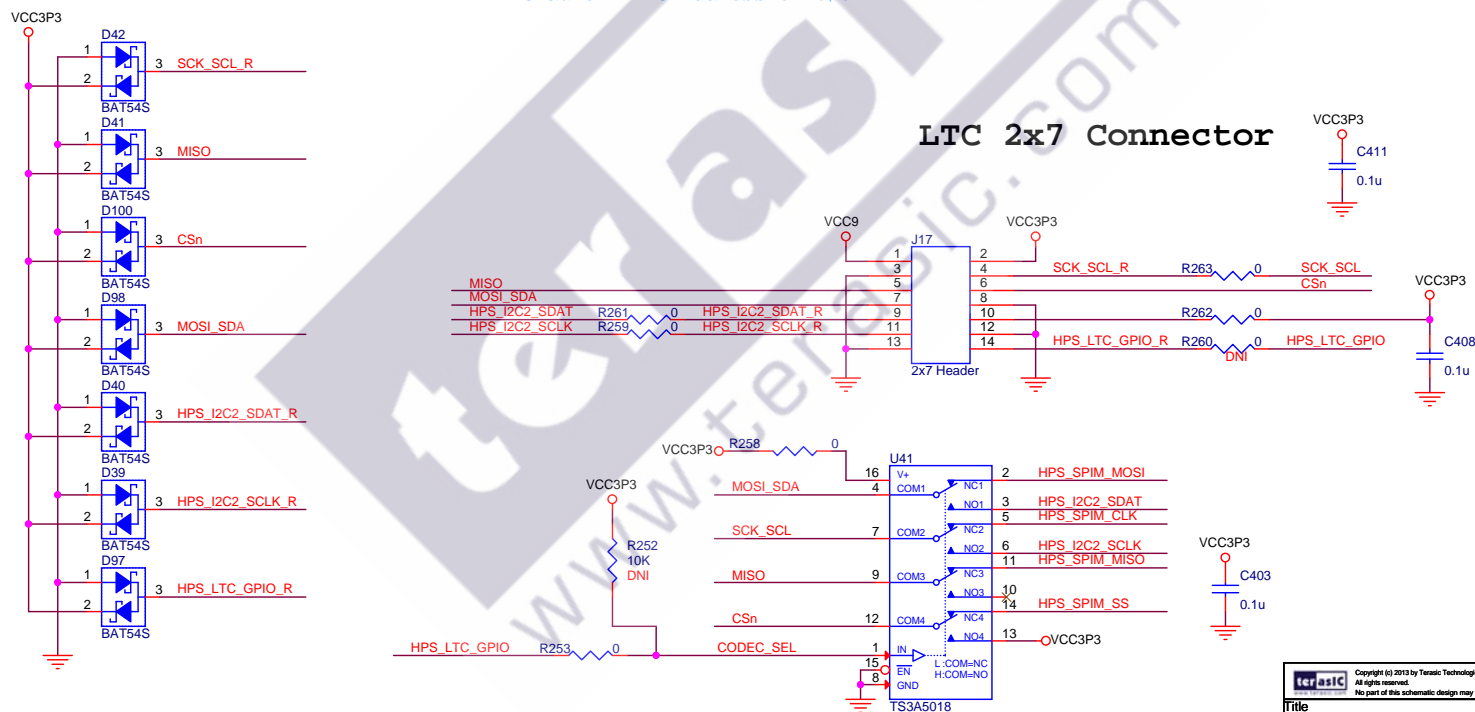 VCC3P3
D42
1
2
3 SCK_SCL_R
BAT54S
D41
1
2
3 MISO
BAT54S
D100
1
2
3 CSn
BAT54S
D98
1
2
3 MOSI_SDA
BAT54S
D40
1
2
3 HPS_I2C2_SDAT_R
BAT54S
D39
1
2
3 HPS_I2C2_SCLK_R
BAT54S
D97
1
2
3 HPS_LTC_GPIO_R
BAT54S
terasic
www.terasic.com
LTC 2x7 Connector
VCC3P3
C411
0.1u
VCC9
VCC3P3
J17
1 2
3 4
5 6
7 8
9 10
11 12
13 14
2x7 Header
MISO
MOSI_SDA
HPS_I2C2_SDAT R261 0 HPS_I2C2_SDAT_R
HPS_I2C2_SCLK R259 0 HPS_I2C2_SCLK_R
SCK_SCL_R R263 0 SCK_SCL
CSn
R262 0
HPS_LTC_GPIO_R R260 0 HPS_LTC_GPIO
DNI
VCC3P3
C408
0.1u
VCC3P3 R258 0
U41
16 V+
MOSI_SDA 4 COM1
SCK_SCL 7 COM2
MISO 9 COM3
CSn 12 COM4
NC1 2 HPS_SPIM_MOSI
NO1 3 HPS_I2C2_SDAT
NC2 5 HPS_SPIM_CLK
NO2 6 HPS_I2C2_SCLK
NC3 11 HPS_SPIM_MISO
NO3 10
NC4 14 HPS_SPIM_SS
NO4 13 VCC3P3
VCC3P3
R252
10K
DNI
HPS_LTC_GPIO R253 0 CODEC_SEL 1 IN
15 EN
8 GND
L :COM=NC
H:COM=NO
TS3A5018
VCC3P3
C403
0.1u
terasic
www.terasic.com
Copyright (c) 2013 by Terasic Technologi
All rights reserved.
No part of this schematic design may
Title